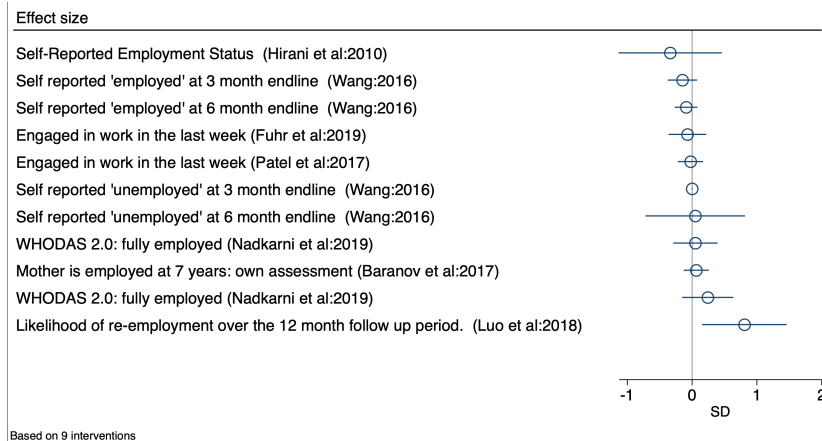 Effect size
Self-Reported Employment Status (Hirani et al:2010)
Self reported 'employed' at 3 month endline (Wang:2016)
Self reported 'employed' at 6 month endline (Wang:2016)
Engaged in work in the last week (Fuhr et al:2019)
Engaged in work in the last week (Patel et al:2017)
Self reported 'unemployed' at 3 month endline (Wang:2016)
Self reported 'unemployed' at 6 month endline (Wang:2016)
WHODAS 2.0: fully employed (Nadkarni et al:2019)
Mother is employed at 7 years: own assessment (Baranov et al:2017)
WHODAS 2.0: fully employed (Nadkarni et al:2019)
Likelihood of re-employment over the 12 month follow up period. (Luo et al:2018)
-1 0 1 2
SD
Based on 9 interventions